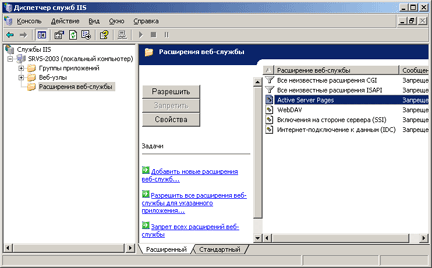 Диспетчер служб IIS
Консоль Действие Вид Окно Справка
Службы IIS
SRVS-2003 (локальный компьютер)
Группы приложений
Веб-узлы
Расширения веб-службы
Расширения веб-службы
Разрешить
Запретить
Свойства
Задачи
Добавить новые расширения
веб-служб...
Разрешить все расширения веб-
службы для указанного
приложения...
Запрет всех расширений веб-
службы
Расширение веб-службы Сообщен
Все неизвестные расширения CGI Запреще
Все неизвестные расширения ISAPI Запреще
Active Server Pages Запреще
WebDAV Запреще
Включения на стороне сервера (SSI) Запреще
Интернет-подключение к данным (IDC) Запреще
Расширенный Стандартный